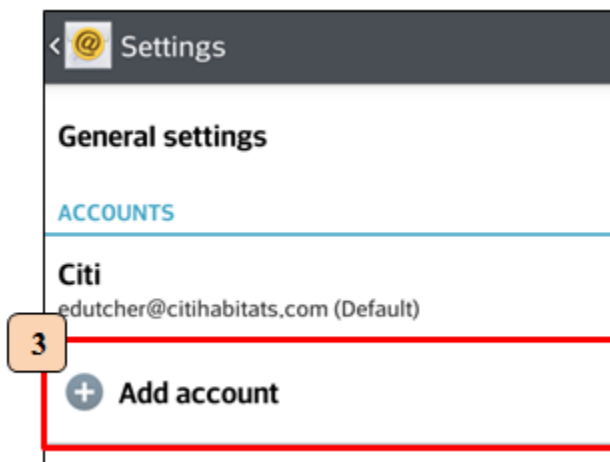 < @ Settings
General settings
ACCOUNTS
Citi
edutcher@citihabitats.com (Default)
3
+ Add account